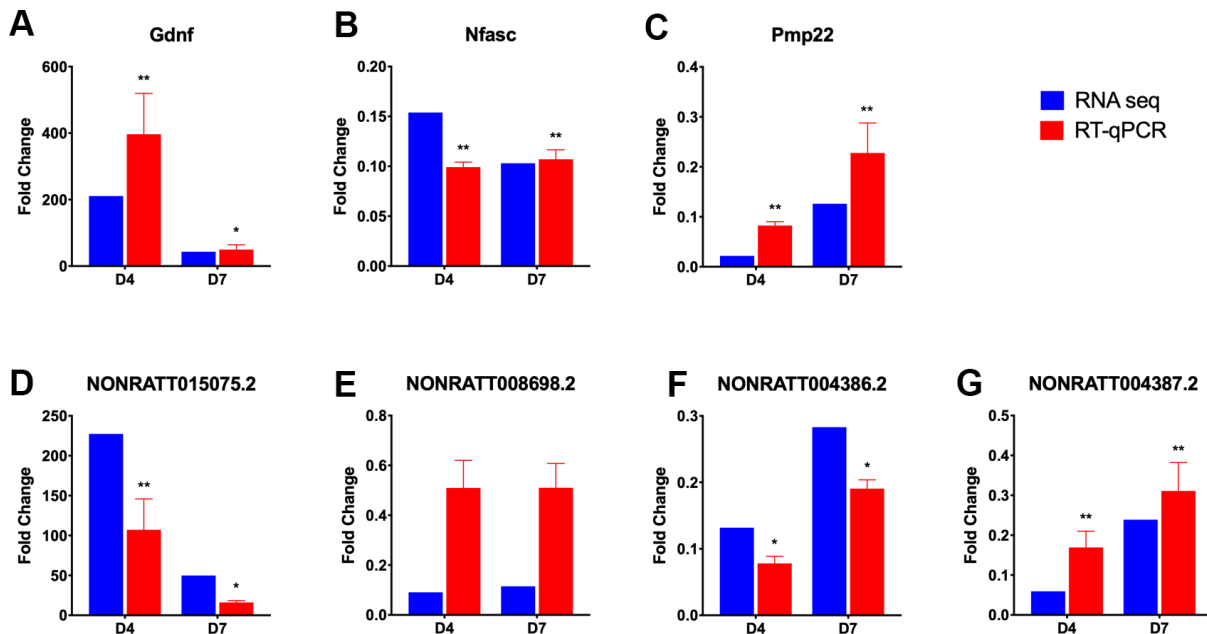 A
Gdnf
Fold Change
600
400
200
0
**
*
D4 D7
B
Nfasc
Fold Change
0.20
0.15
0.10
0.05
0.00
**
**
D4 D7
C
Pmp22
Fold Change
0.4
0.3
0.2
0.1
0.0
**
**
D4 D7
RNA seq
RT-qPCR
D
NONRATT015075.2
Fold Change
250
200
150
100
50
0
**
*
D4 D7
E
NONRATT008698.2
Fold Change
0.8
0.6
0.4
0.2
0.0
D4 D7
F
NONRATT004386.2
Fold Change
0.3
0.2
0.1
0.0
*
*
D4 D7
G
NONRATT004387.2
Fold Change
0.5
0.4
0.3
0.2
0.1
0.0
**
**
D4 D7